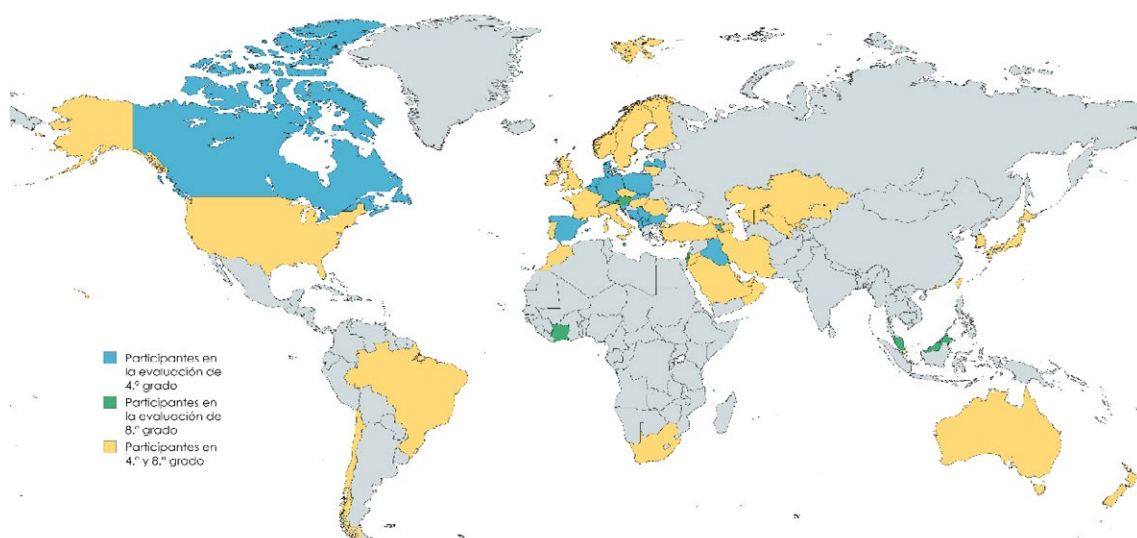 Participantes en
la evaluación de
4.º grado
Participantes en
la evaluación de
8.º grado
Participantes en
4.º y 8.º grado